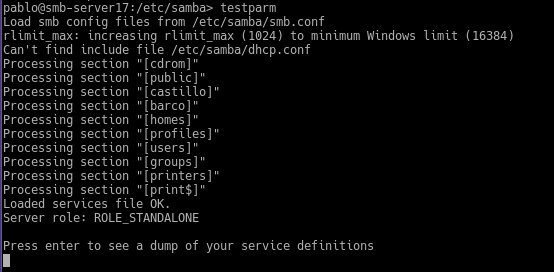 pablo@smb-server17:/etc/samba> testparm
Load smb config files from /etc/samba/smb.conf
rlimit_max: increasing rlimit_max (1024) to minimum Windows limit (16384)
Can't find include file /etc/samba/dhcp.conf
Processing section "[cdrom]"
Processing section "[public]"
Processing section "[castillo]"
Processing section "[barco]"
Processing section "[homes]"
Processing section "[profiles]"
Processing section "[users]"
Processing section "[groups]"
Processing section "[printers]"
Processing section "[print$]"
Loaded services file OK.
Server role: ROLE_STANDALONE
Press enter to see a dump of your service definitions